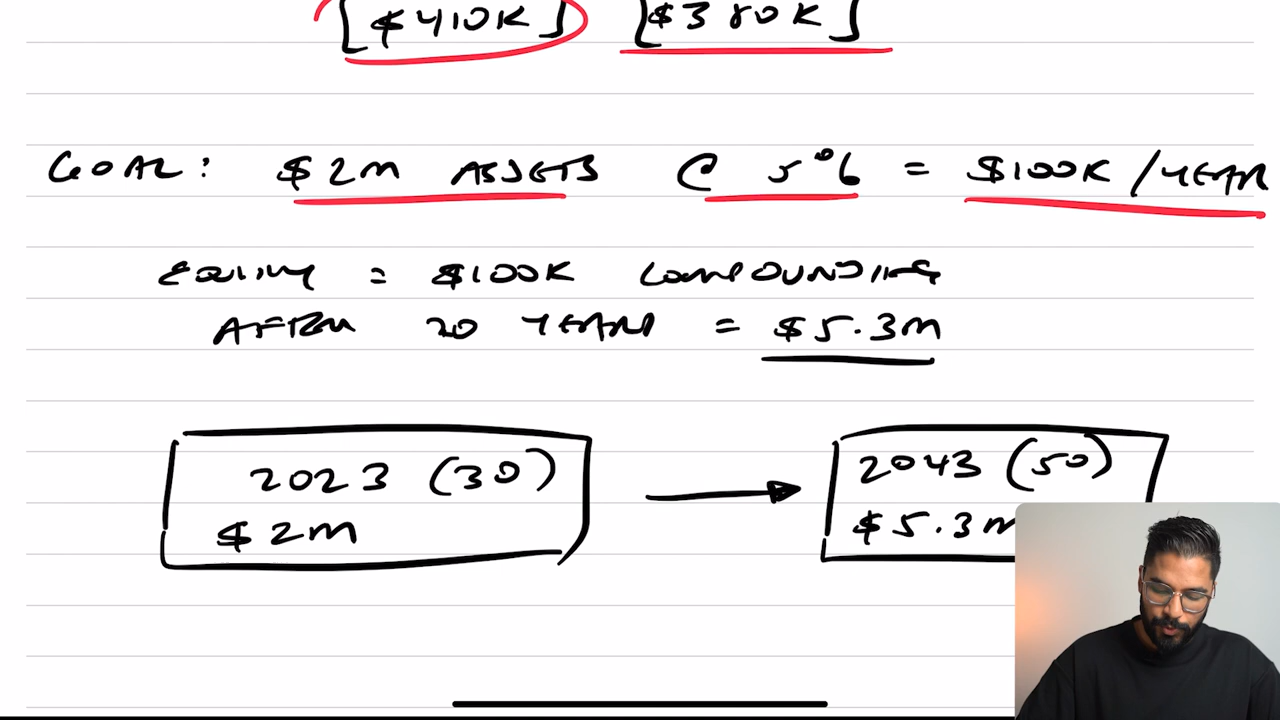 [$410K] [$380K]
GOAL: $2M ASSETS @ 5% = $100K/YEAR
EQUITY = $100K COMPOUNDING
AFTER 20 YEARS = $5.3M
2023 (30) → 2043 (50)
$2M $5.3M